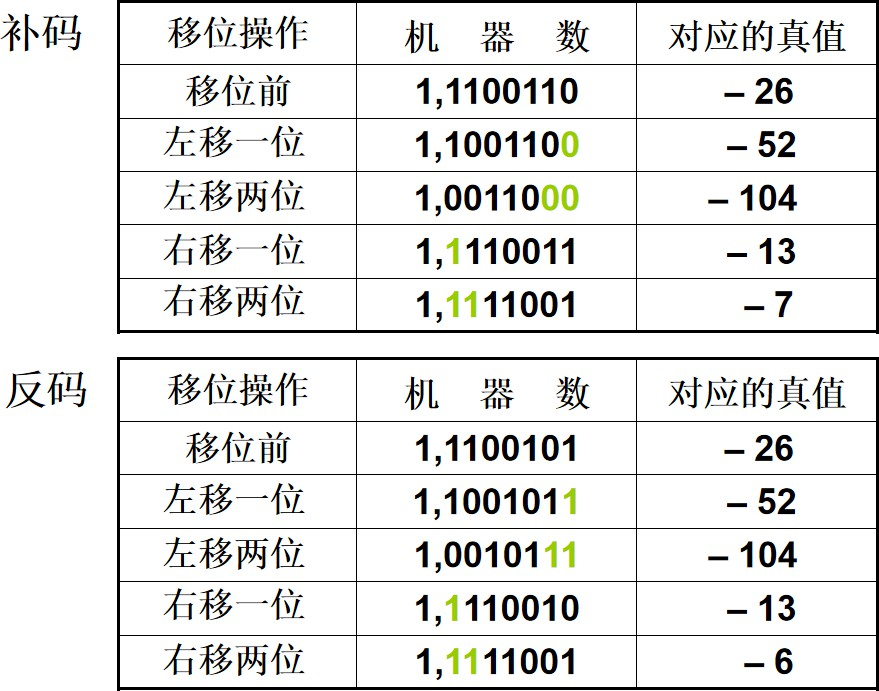 补码
移位操作 机 器 数 对应的真值
移位前 1,1100110 – 26
左移一位 1,1001100 – 52
左移两位 1,0011000 – 104
右移一位 1,1110011 – 13
右移两位 1,1111001 – 7
反码
移位操作 机 器 数 对应的真值
移位前 1,1100101 – 26
左移一位 1,1001011 – 52
左移两位 1,0010111 – 104
右移一位 1,1110010 – 13
右移两位 1,1111001 – 6